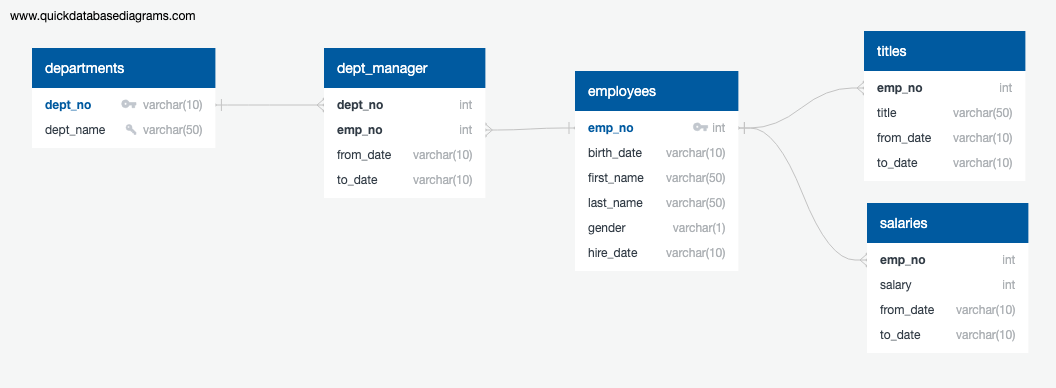 www.quickdatabasediagrams.com
departments
dept_no varchar(10)
dept_name varchar(50)
dept_manager
dept_no int
emp_no int
from_date varchar(10)
to_date varchar(10)
employees
emp_no int
birth_date varchar(10)
first_name varchar(50)
last_name varchar(50)
gender varchar(1)
hire_date varchar(10)
titles
emp_no int
title varchar(50)
from_date varchar(10)
to_date varchar(10)
salaries
emp_no int
salary int
from_date varchar(10)
to_date varchar(10)